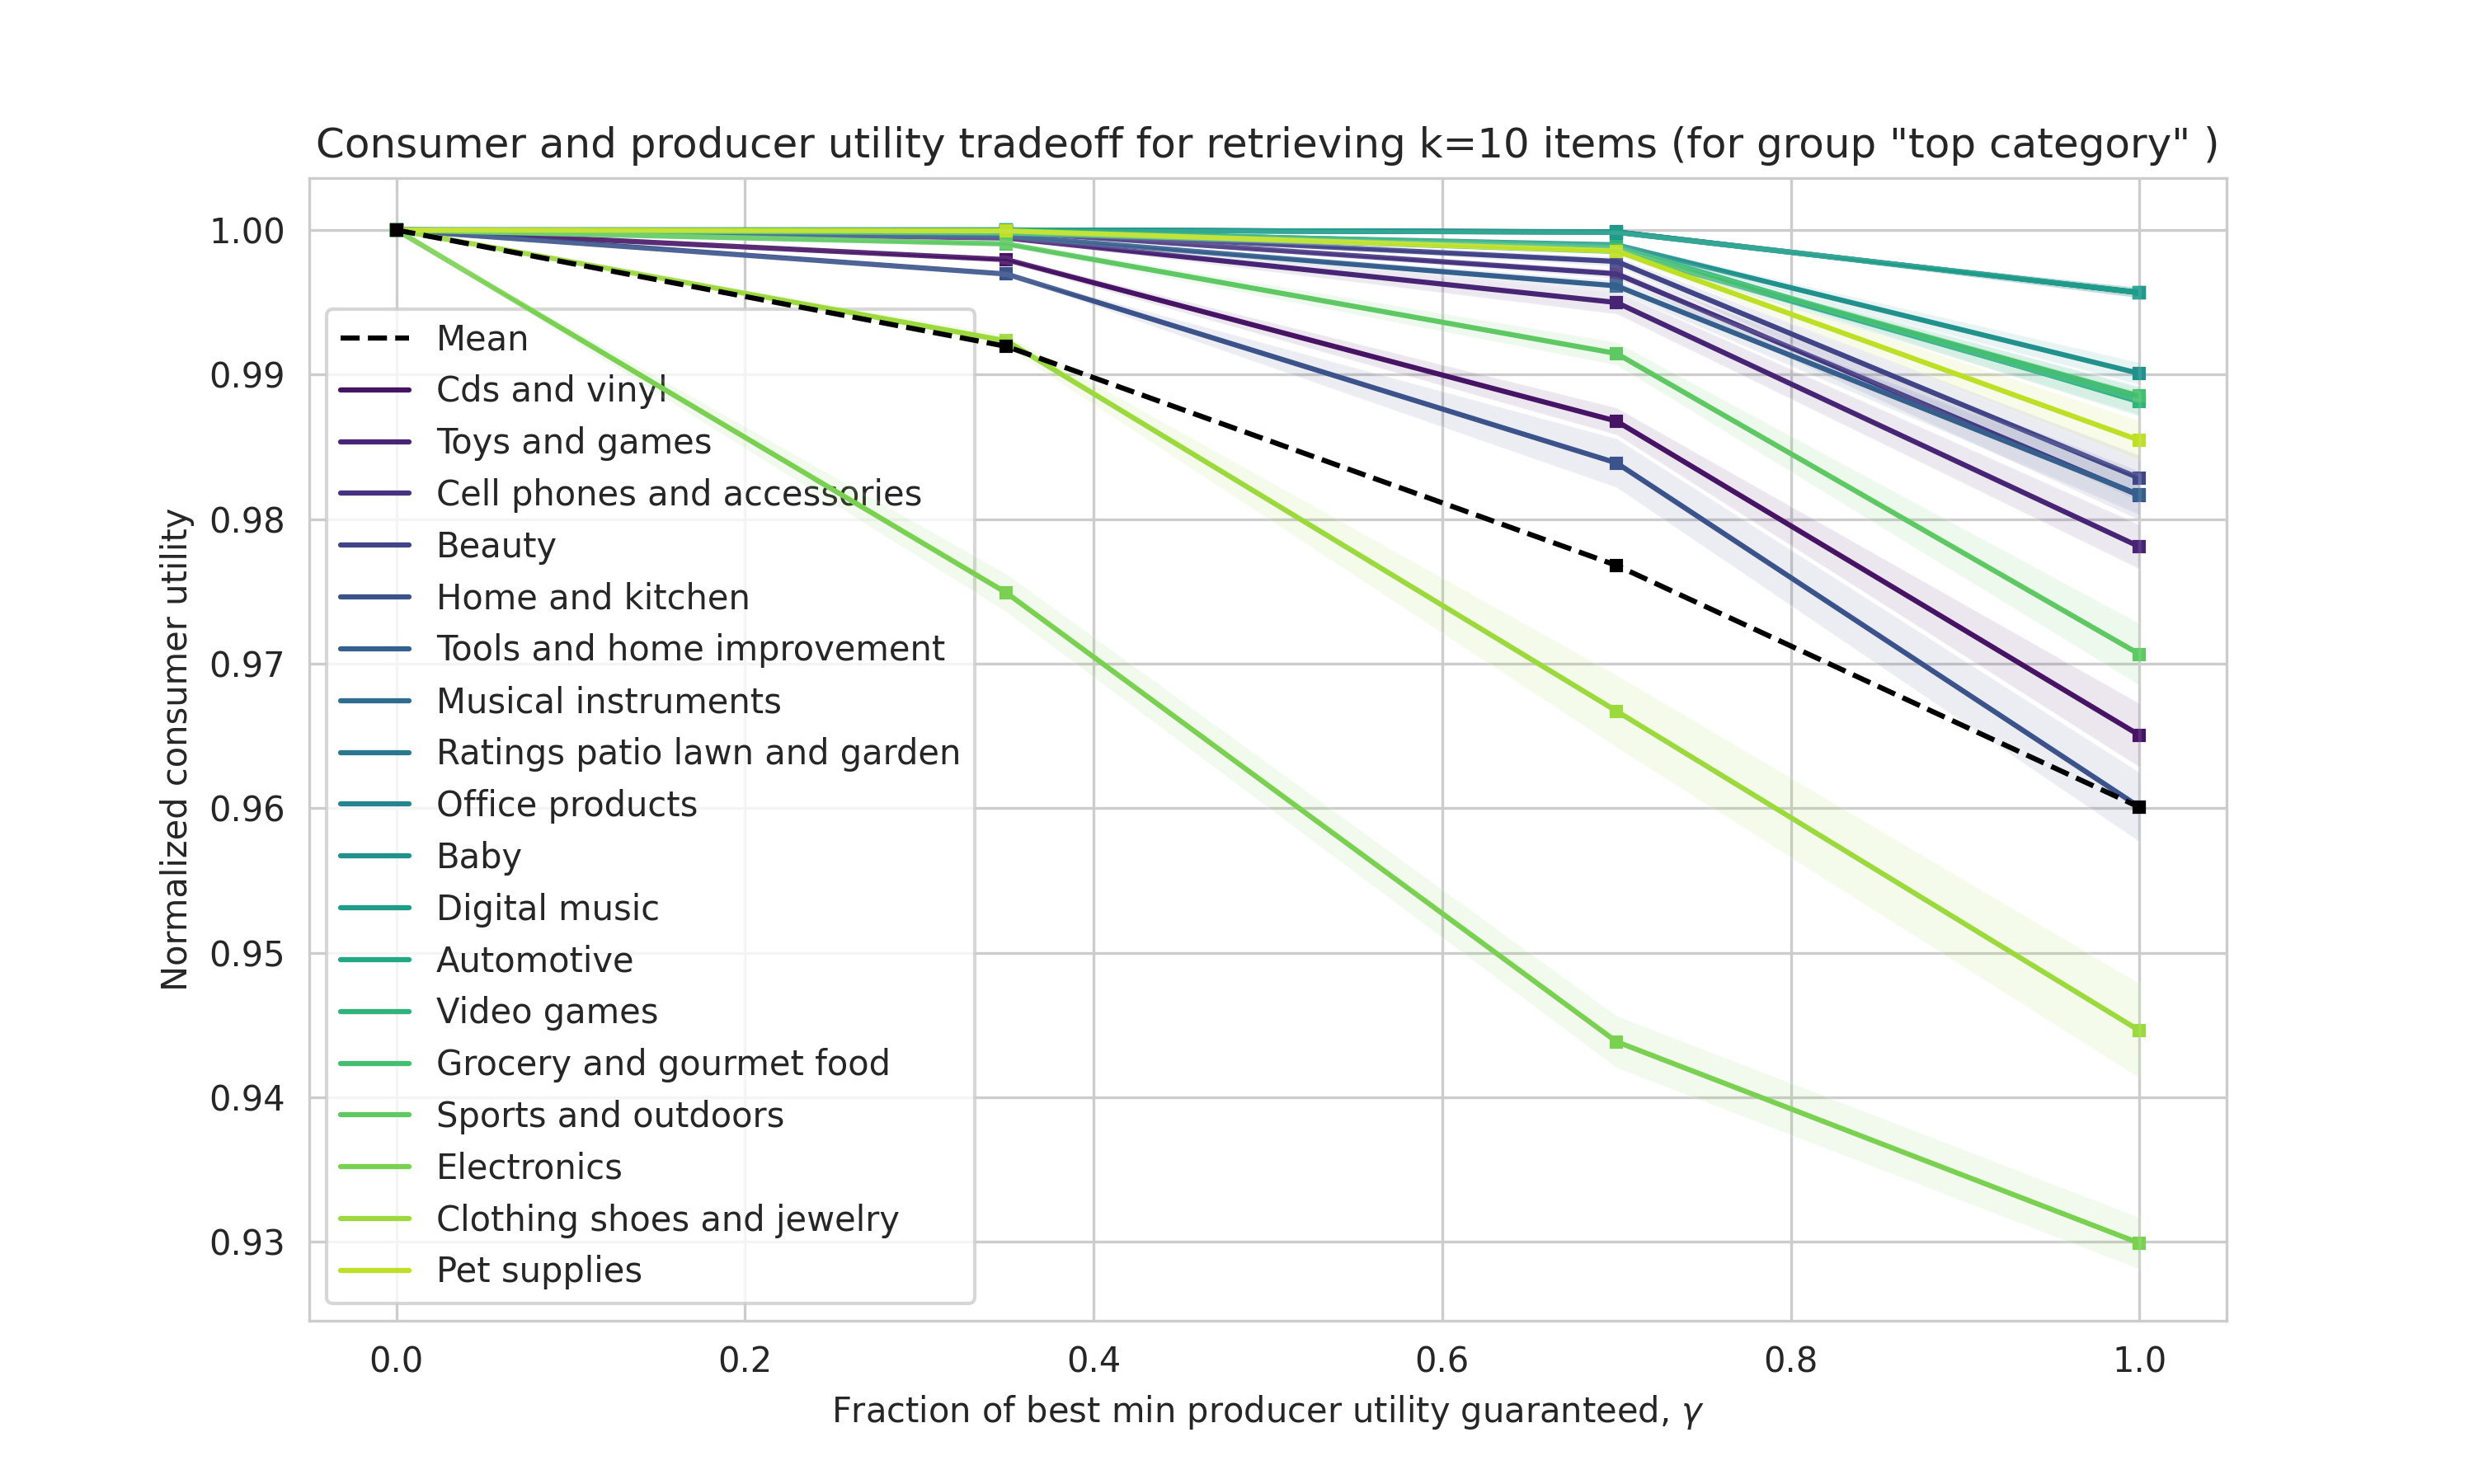 Consumer and producer utility tradeoff for retrieving k=10 items (for group "top category" )
1.00
0.99
0.98
0.97
0.96
0.95
0.94
0.93
Normalized consumer utility
Mean
Cds and vinyl
Toys and games
Cell phones and accessories
Beauty
Home and kitchen
Tools and home improvement
Musical instruments
Ratings patio lawn and garden
Office products
Baby
Digital music
Automotive
Video games
Grocery and gourmet food
Sports and outdoors
Electronics
Clothing shoes and jewelry
Pet supplies
0.0 0.2 0.4 0.6 0.8 1.0
Fraction of best min producer utility guaranteed, γ